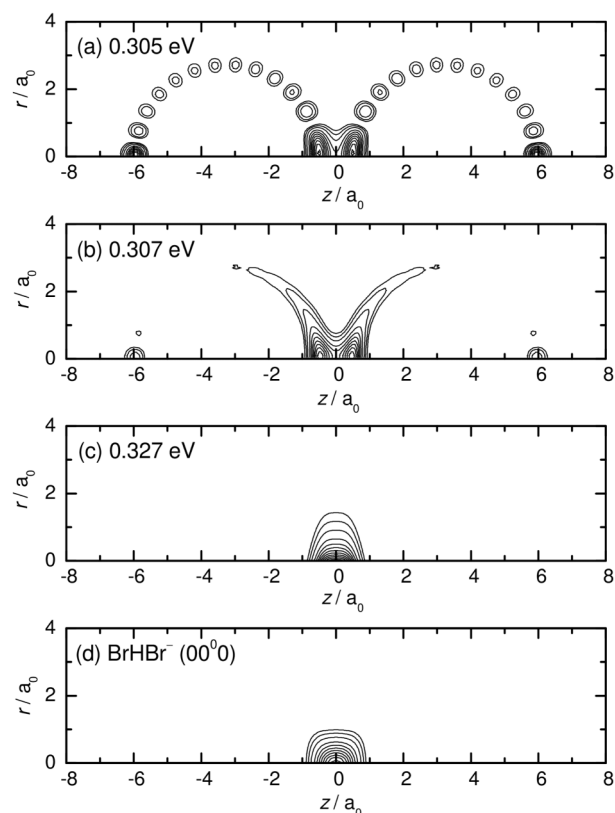 (a) 0.305 eV
r / a₀
4
2
0
-8 -6 -4 -2 0 2 4 6 8
z / a₀
(b) 0.307 eV
r / a₀
4
2
0
-8 -6 -4 -2 0 2 4 6 8
z / a₀
(c) 0.327 eV
r / a₀
4
2
0
-8 -6 -4 -2 0 2 4 6 8
z / a₀
(d) BrHBr⁻ (00⁰0)
r / a₀
4
2
0
-8 -6 -4 -2 0 2 4 6 8
z / a₀